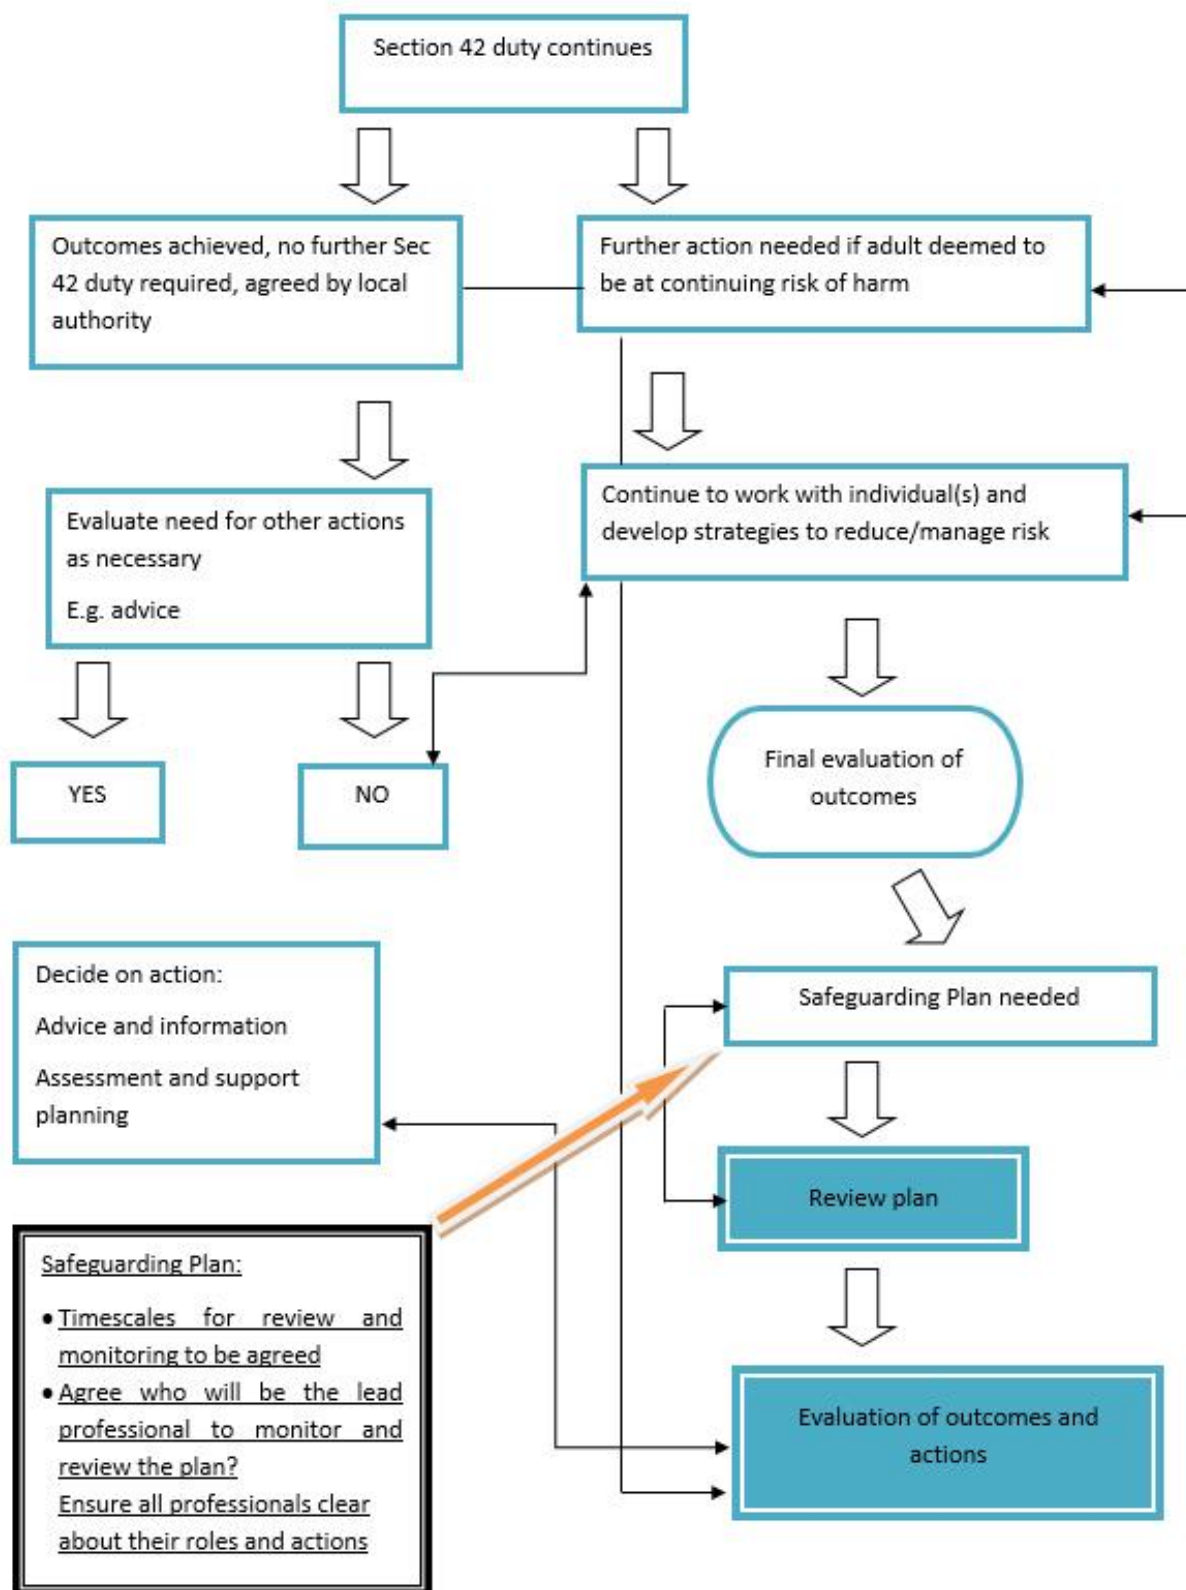 Section 42 duty continues
Outcomes achieved, no further Sec
42 duty required, agreed by local
authority
Further action needed if adult deemed to
be at continuing risk of harm
Evaluate need for other actions
as necessary
E.g. advice
Continue to work with individual(s) and
develop strategies to reduce/manage risk
YES
NO
Final evaluation of
outcomes
Decide on action:
Advice and information
Assessment and support
planning
Safeguarding Plan needed
Review plan
Safeguarding Plan:
• Timescales for review and
monitoring to be agreed
• Agree who will be the lead
professional to monitor and
review the plan?
Ensure all professionals clear
about their roles and actions
Evaluation of outcomes and
actions